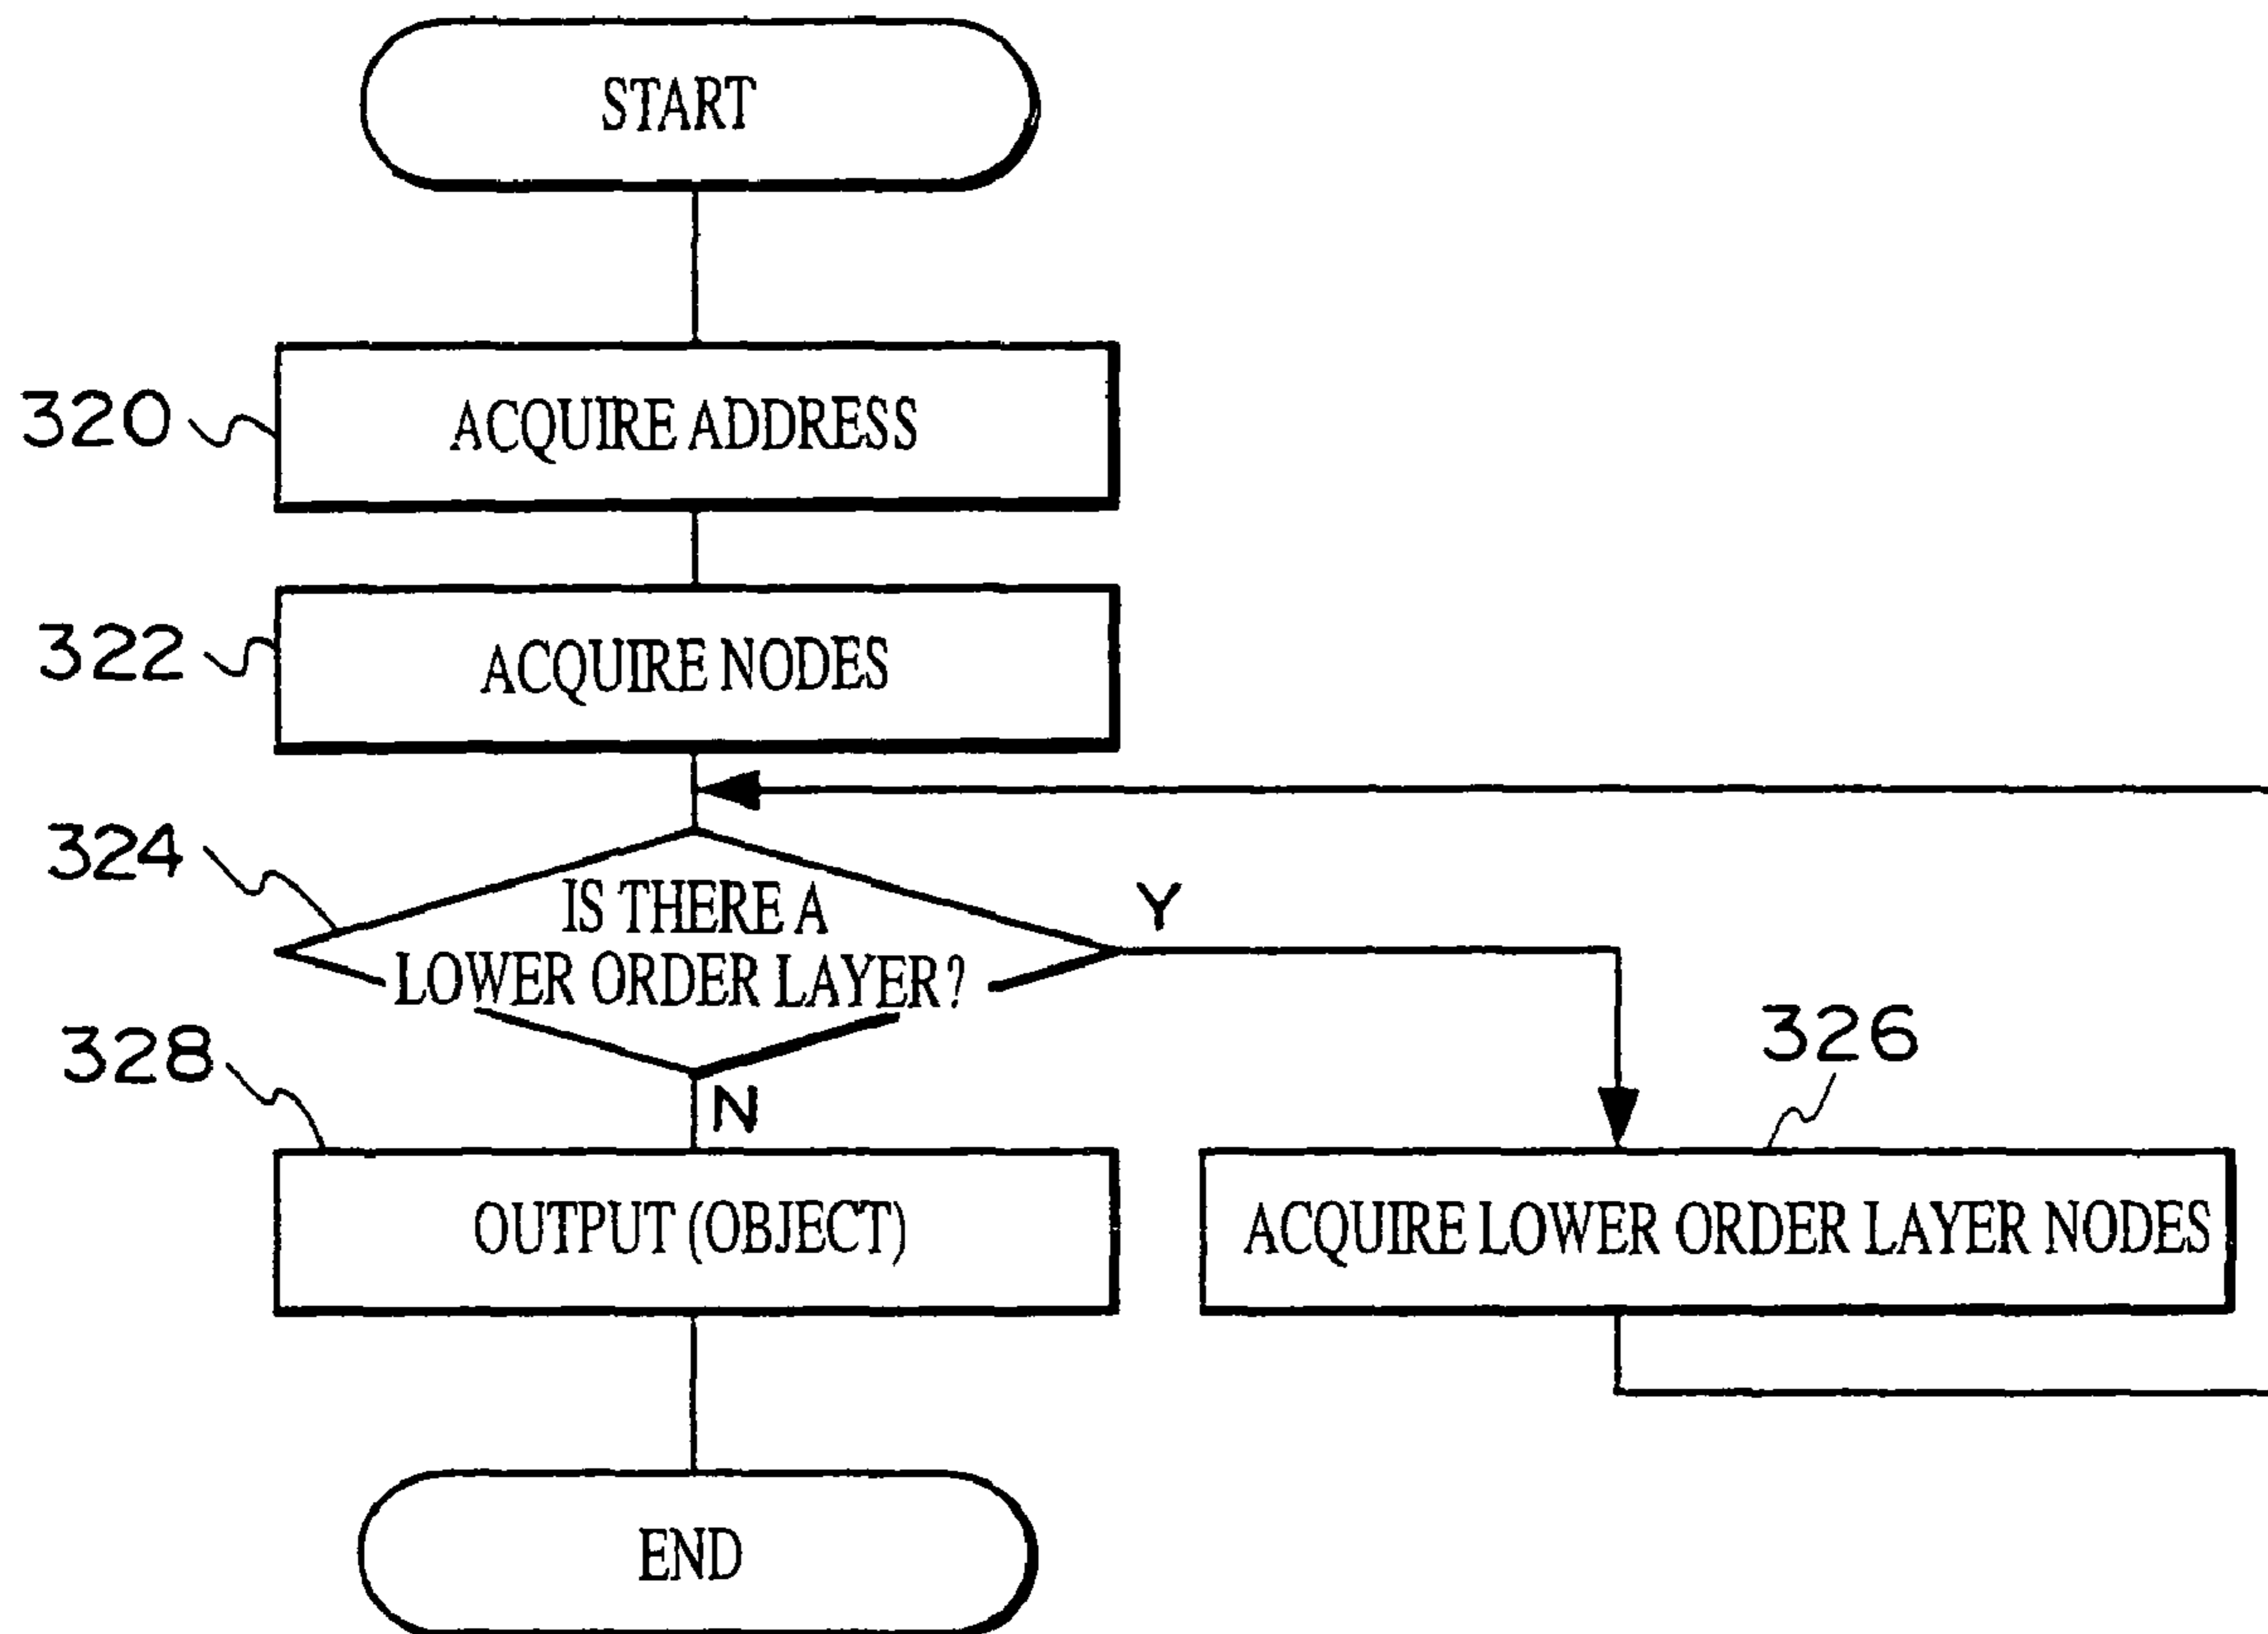 START
320
ACQUIRE ADDRESS
322
ACQUIRE NODES
324
IS THERE A
LOWER ORDER LAYER?
Y
N
326
ACQUIRE LOWER ORDER LAYER NODES
328
OUTPUT (OBJECT)
END